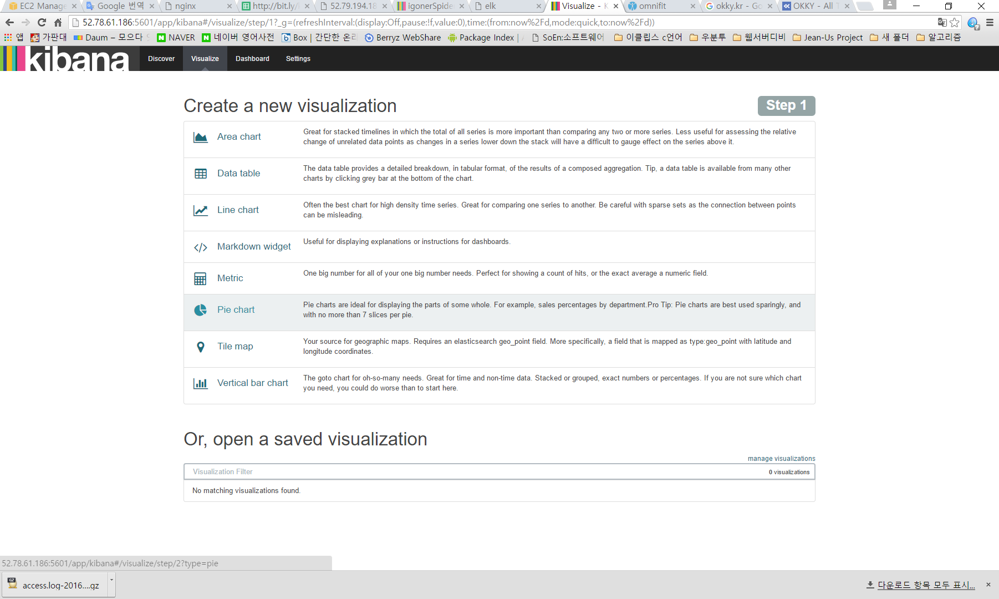 EC2 Manage
Google 번역
nginx
http://bit.ly/
52.79.194.18
igonerSpide
elk
Visualize - K
omnifit
okky.kr - Go
OKKY - All T
52.78.61.186:5601/app/kibana#/visualize/step/1?_g=(refreshInterval:(display:Off,pause:!f,value:0),time:(from:now%2Fd,mode:quick,to:now%2Fd))
앱
가판대
Daum – 모으다
NAVER
네이버 영어사전
Box | 간단한 온라
Berryz WebShare
Package Index |
SoEn:소프트웨어
이클립스 c언어
우분투
웹서버디비
Jean-Us Project
새 폴더
알고리즘
kibana
Discover
Visualize
Dashboard
Settings
Create a new visualization
Step 1
Area chart
Great for stacked timelines in which the total of all series is more important than comparing any two or more series. Less useful for assessing the relative
change of unrelated data points as changes in a series lower down the stack will have a difficult to gauge effect on the series above it.
Data table
The data table provides a detailed breakdown, in tabular format, of the results of a composed aggregation. Tip, a data table is available from many other
charts by clicking grey bar at the bottom of the chart.
Line chart
Often the best chart for high density time series. Great for comparing one series to another. Be careful with sparse sets as the connection between points
can be misleading.
Markdown widget
Useful for displaying explanations or instructions for dashboards.
Metric
One big number for all of your one big number needs. Perfect for showing a count of hits, or the exact average a numeric field.
Pie chart
Pie charts are ideal for displaying the parts of some whole. For example, sales percentages by department.Pro Tip: Pie charts are best used sparingly, and
with no more than 7 slices per pie.
Tile map
Your source for geographic maps. Requires an elasticsearch geo_point field. More specifically, a field that is mapped as type:geo_point with latitude and
longitude coordinates.
Vertical bar chart
The goto chart for oh-so-many needs. Great for time and non-time data. Stacked or grouped, exact numbers or percentages. If you are not sure which chart
you need, you could do worse than to start here.
Or, open a saved visualization
manage visualizations
Visualization Filter
0 visualizations
No matching visualizations found.
52.78.61.186:5601/app/kibana#/visualize/step/2?type=pie
GZ
access.log-2016....gz
다운로드 항목 모두 표시...